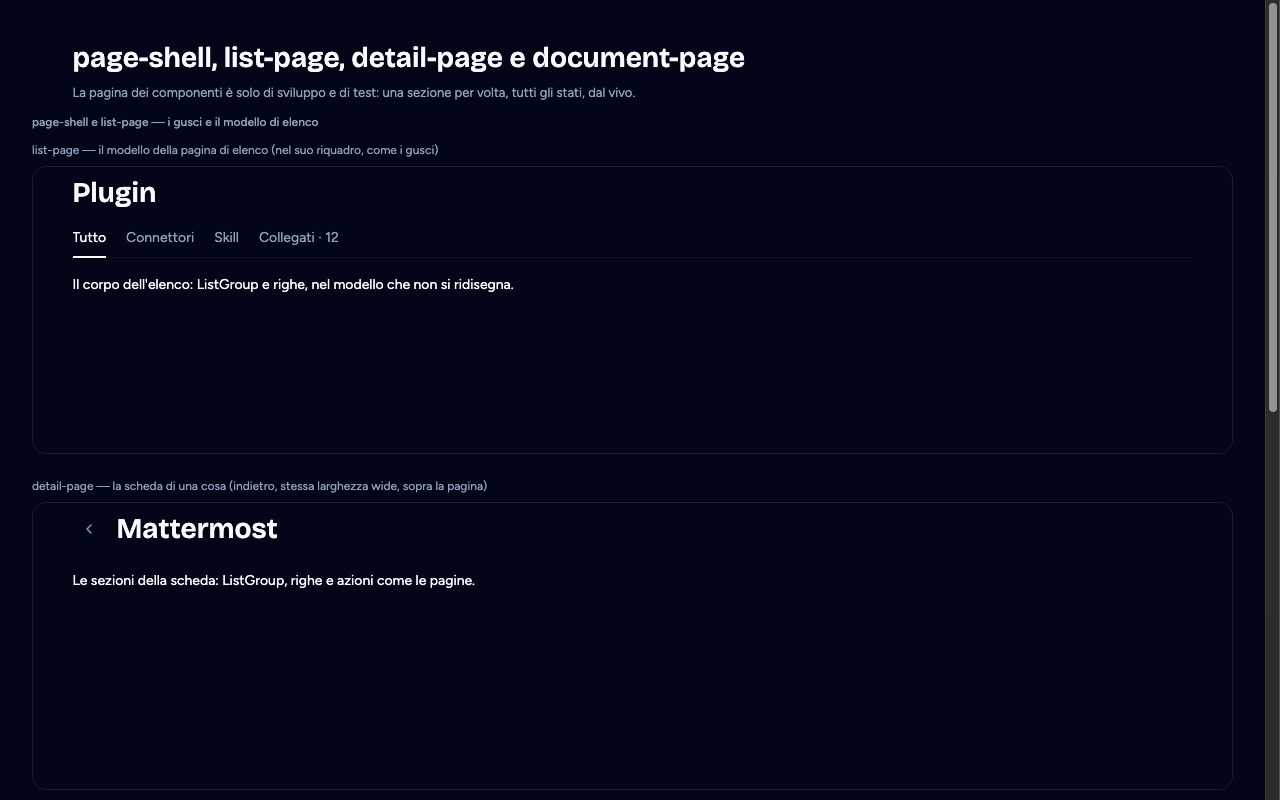 page-shell, list-page, detail-page e document-page
La pagina dei componenti è solo di sviluppo e di test: una sezione per volta, tutti gli stati, dal vivo.
page-shell e list-page — i gusci e il modello di elenco
list-page — il modello della pagina di elenco (nel suo riquadro, come i gusci)
Plugin
Tutto Connettori Skill Collegati · 12
Il corpo dell'elenco: ListGroup e righe, nel modello che non si ridisegna.
detail-page — la scheda di una cosa (indietro, stessa larghezza wide, sopra la pagina)
Mattermost
Le sezioni della scheda: ListGroup, righe e azioni come le pagine.